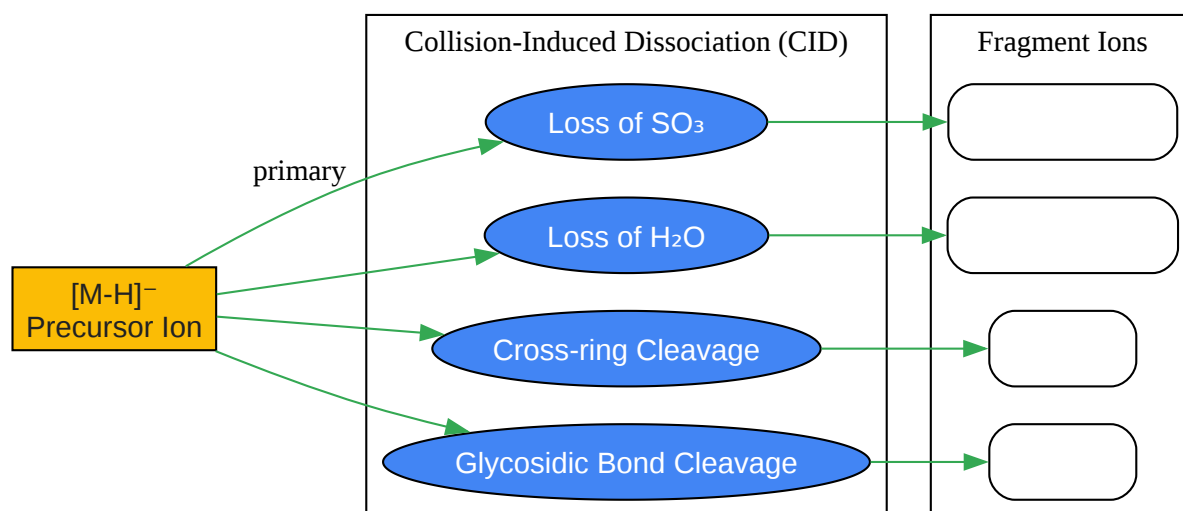 Collision-Induced Dissociation (CID)
Fragment Ions
Loss of SO₃
primary
Loss of H₂O
[M-H]⁻
Precursor Ion
Cross-ring Cleavage
Glycosidic Bond Cleavage